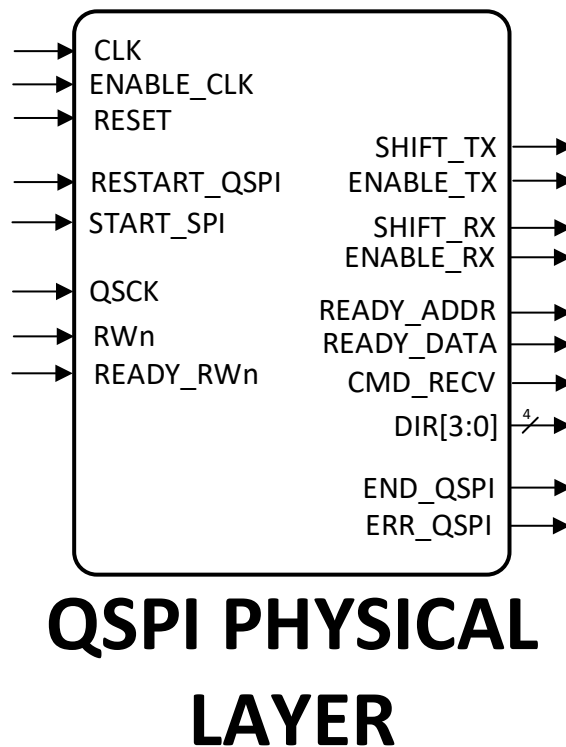 CLK
ENABLE_CLK
RESET
RESTART_QSPI
START_SPI
QSCK
RWn
READY_RWn
SHIFT_TX
ENABLE_TX
SHIFT_RX
ENABLE_RX
READY_ADDR
READY_DATA
CMD_RECV
DIR[3:0] 4
END_QSPI
ERR_QSPI
QSPI PHYSICAL
LAYER